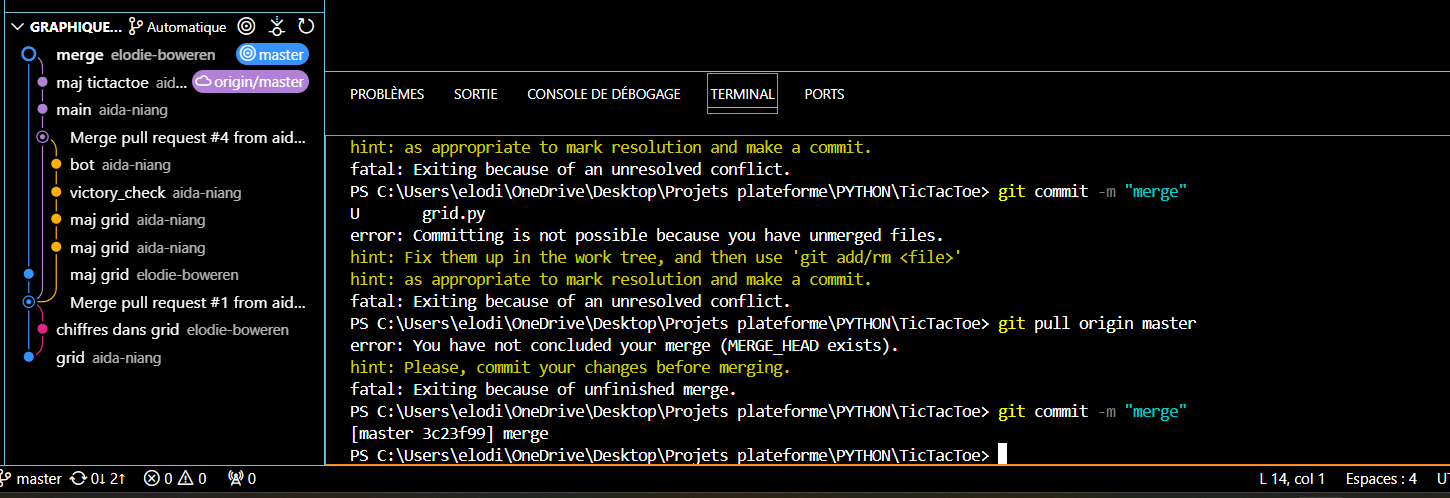 GRAPHIQUE... Automatique
merge elodie-boweren master
maj tictactoe aid... origin/master
main aida-niang
Merge pull request #4 from aid...
bot aida-niang
victory_check aida-niang
maj grid aida-niang
maj grid aida-niang
maj grid elodie-boweren
Merge pull request #1 from aid...
chiffres dans grid elodie-boweren
grid aida-niang
PROBLÈMES SORTIE CONSOLE DE DÉBOGAGE TERMINAL PORTS
hint: as appropriate to mark resolution and make a commit.
fatal: Exiting because of an unresolved conflict.
PS C:\Users\elodi\OneDrive\Desktop\Projets plateforme\PYTHON\TicTacToe> git commit -m "merge"
U       grid.py
error: Committing is not possible because you have unmerged files.
hint: Fix them up in the work tree, and then use 'git add/rm <file>'
hint: as appropriate to mark resolution and make a commit.
fatal: Exiting because of an unresolved conflict.
PS C:\Users\elodi\OneDrive\Desktop\Projets plateforme\PYTHON\TicTacToe> git pull origin master
error: You have not concluded your merge (MERGE_HEAD exists).
hint: Please, commit your changes before merging.
fatal: Exiting because of unfinished merge.
PS C:\Users\elodi\OneDrive\Desktop\Projets plateforme\PYTHON\TicTacToe> git commit -m "merge"
[master 3c23f99] merge
PS C:\Users\elodi\OneDrive\Desktop\Projets plateforme\PYTHON\TicTacToe>
master 0↓ 2↑ 0 0 0 L 14, col 1 Espaces : 4